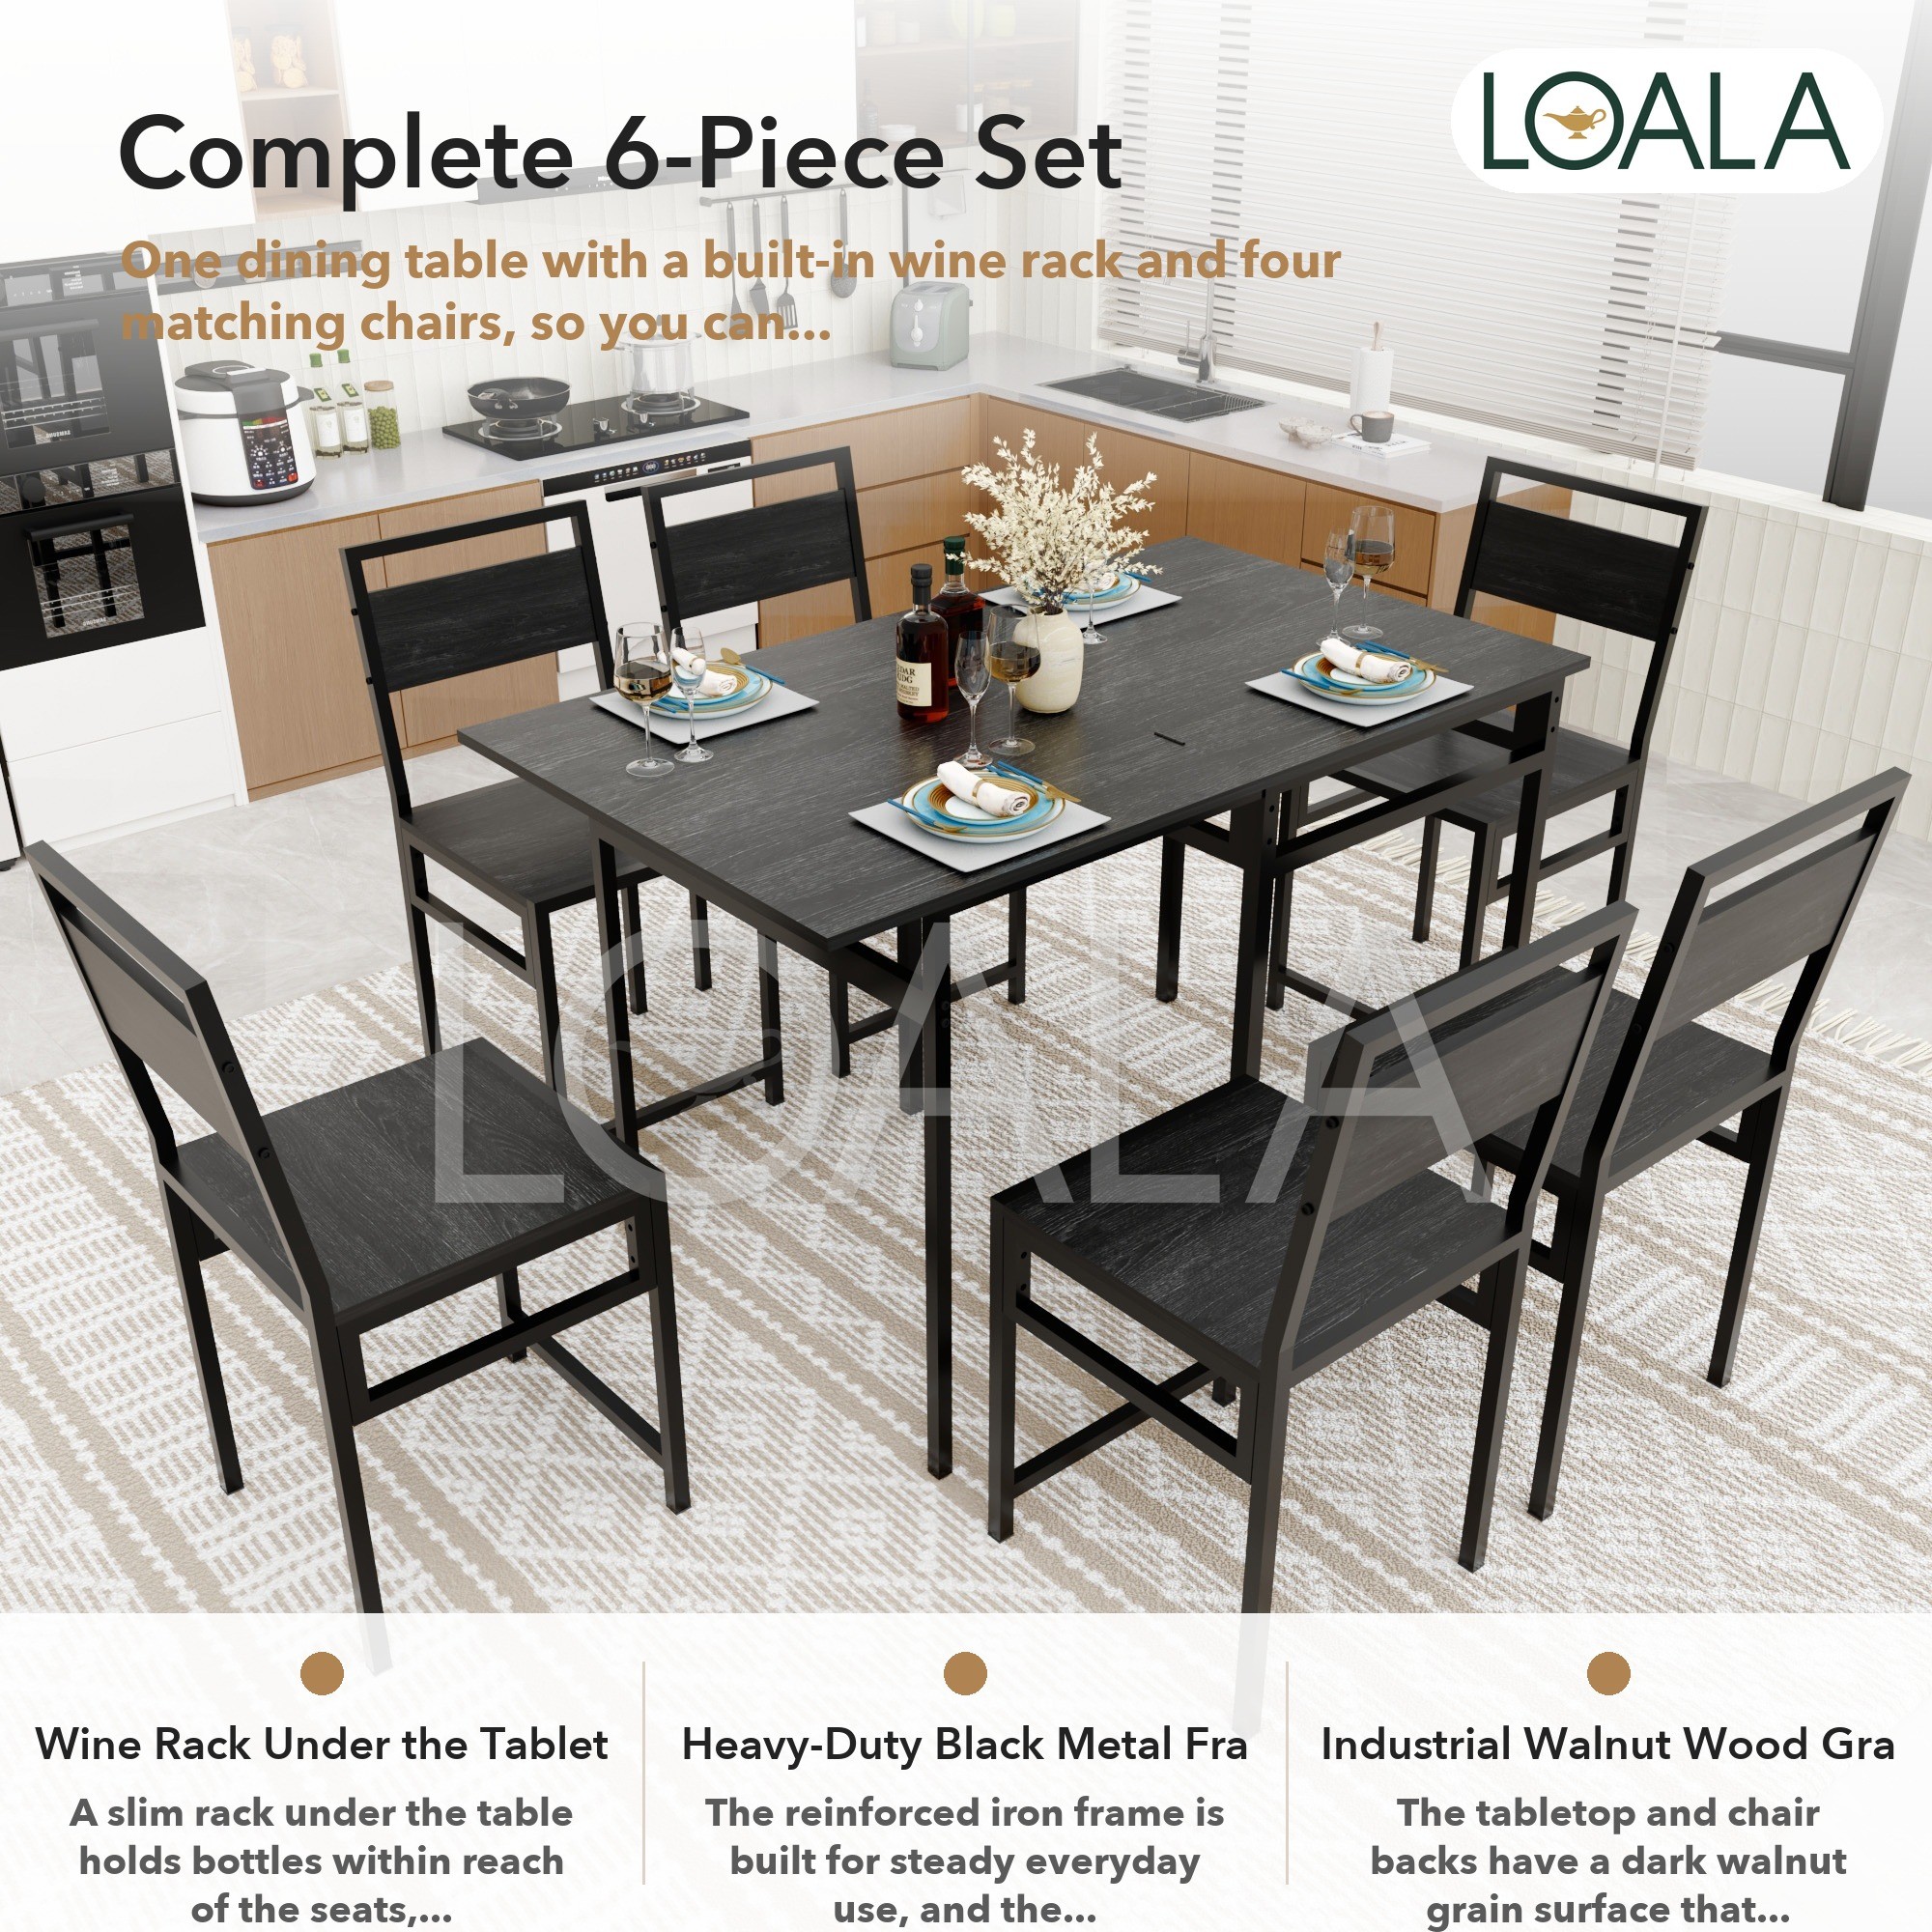 LOALA
Complete 6-Piece Set
One dining table with a built-in wine rack and four
matching chairs, so you can...
LOALA
Wine Rack Under the Tablet
A slim rack under the table
holds bottles within reach
of the seats,...
Heavy-Duty Black Metal Fra
The reinforced iron frame is
built for steady everyday
use, and the...
Industrial Walnut Wood Gra
The tabletop and chair
backs have a dark walnut
grain surface that...